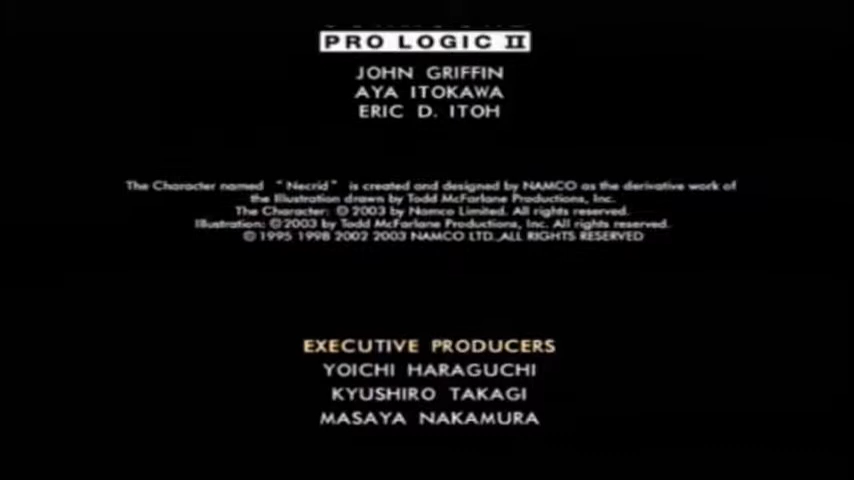 PRO LOGIC II
JOHN GRIFFIN
AYA ITOKAWA
ERIC D. ITOH
The Character named "Necrid" is created and designed by NAMCO as the derivative work of
the Illustration drawn by Todd McFarlane Productions, Inc.
The Character: © 2003 by Namco Limited. All rights reserved.
Illustration: © 2003 by Todd McFarlane Productions, Inc. All rights reserved.
© 1995 1998 2002 2003 NAMCO LTD.,ALL RIGHTS RESERVED
EXECUTIVE PRODUCERS
YOICHI HARAGUCHI
KYUSHIRO TAKAGI
MASAYA NAKAMURA